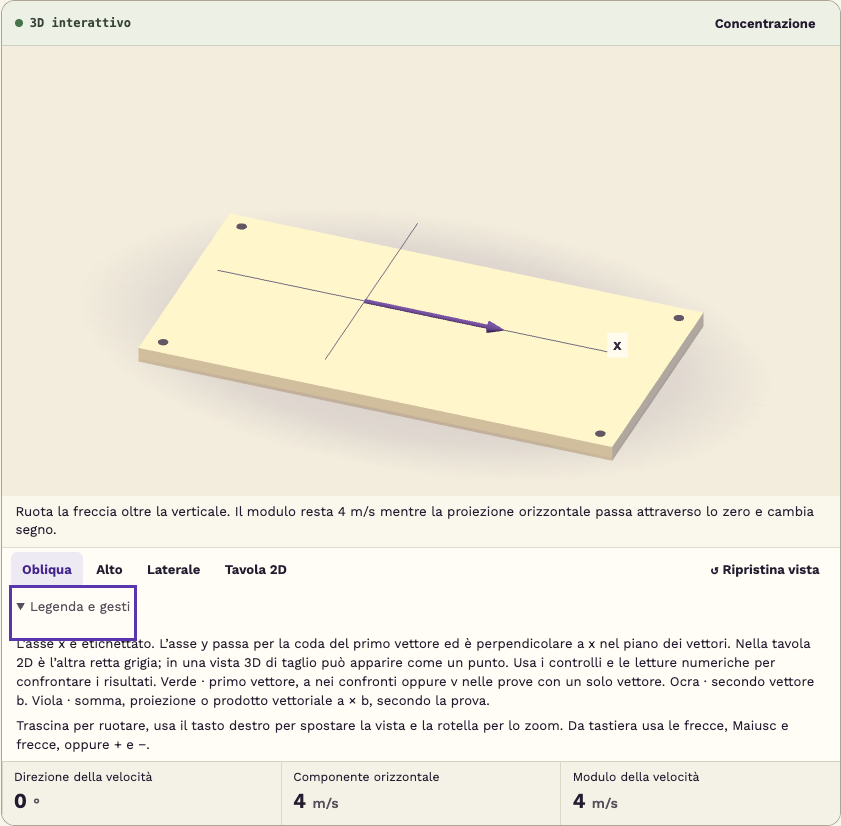 3D interattivo
Concentrazione
x
Ruota la freccia oltre la verticale. Il modulo resta 4 m/s mentre la proiezione orizzontale passa attraverso lo zero e cambia
segno.
Obliqua Alto Laterale Tavola 2D ↺ Ripristina vista
▼ Legenda e gesti
L’asse x è etichettato. L’asse y passa per la coda del primo vettore ed è perpendicolare a x nel piano dei vettori. Nella tavola
2D è l’altra retta grigia; in una vista 3D di taglio può apparire come un punto. Usa i controlli e le letture numeriche per
confrontare i risultati. Verde · primo vettore, a nei confronti oppure v nelle prove con un solo vettore. Ocra · secondo vettore
b. Viola · somma, proiezione o prodotto vettoriale a × b, secondo la prova.
Trascina per ruotare, usa il tasto destro per spostare la vista e la rotella per lo zoom. Da tastiera usa le frecce, Maiusc e
frecce, oppure + e −.
Direzione della velocità
0 °
Componente orizzontale
4 m/s
Modulo della velocità
4 m/s